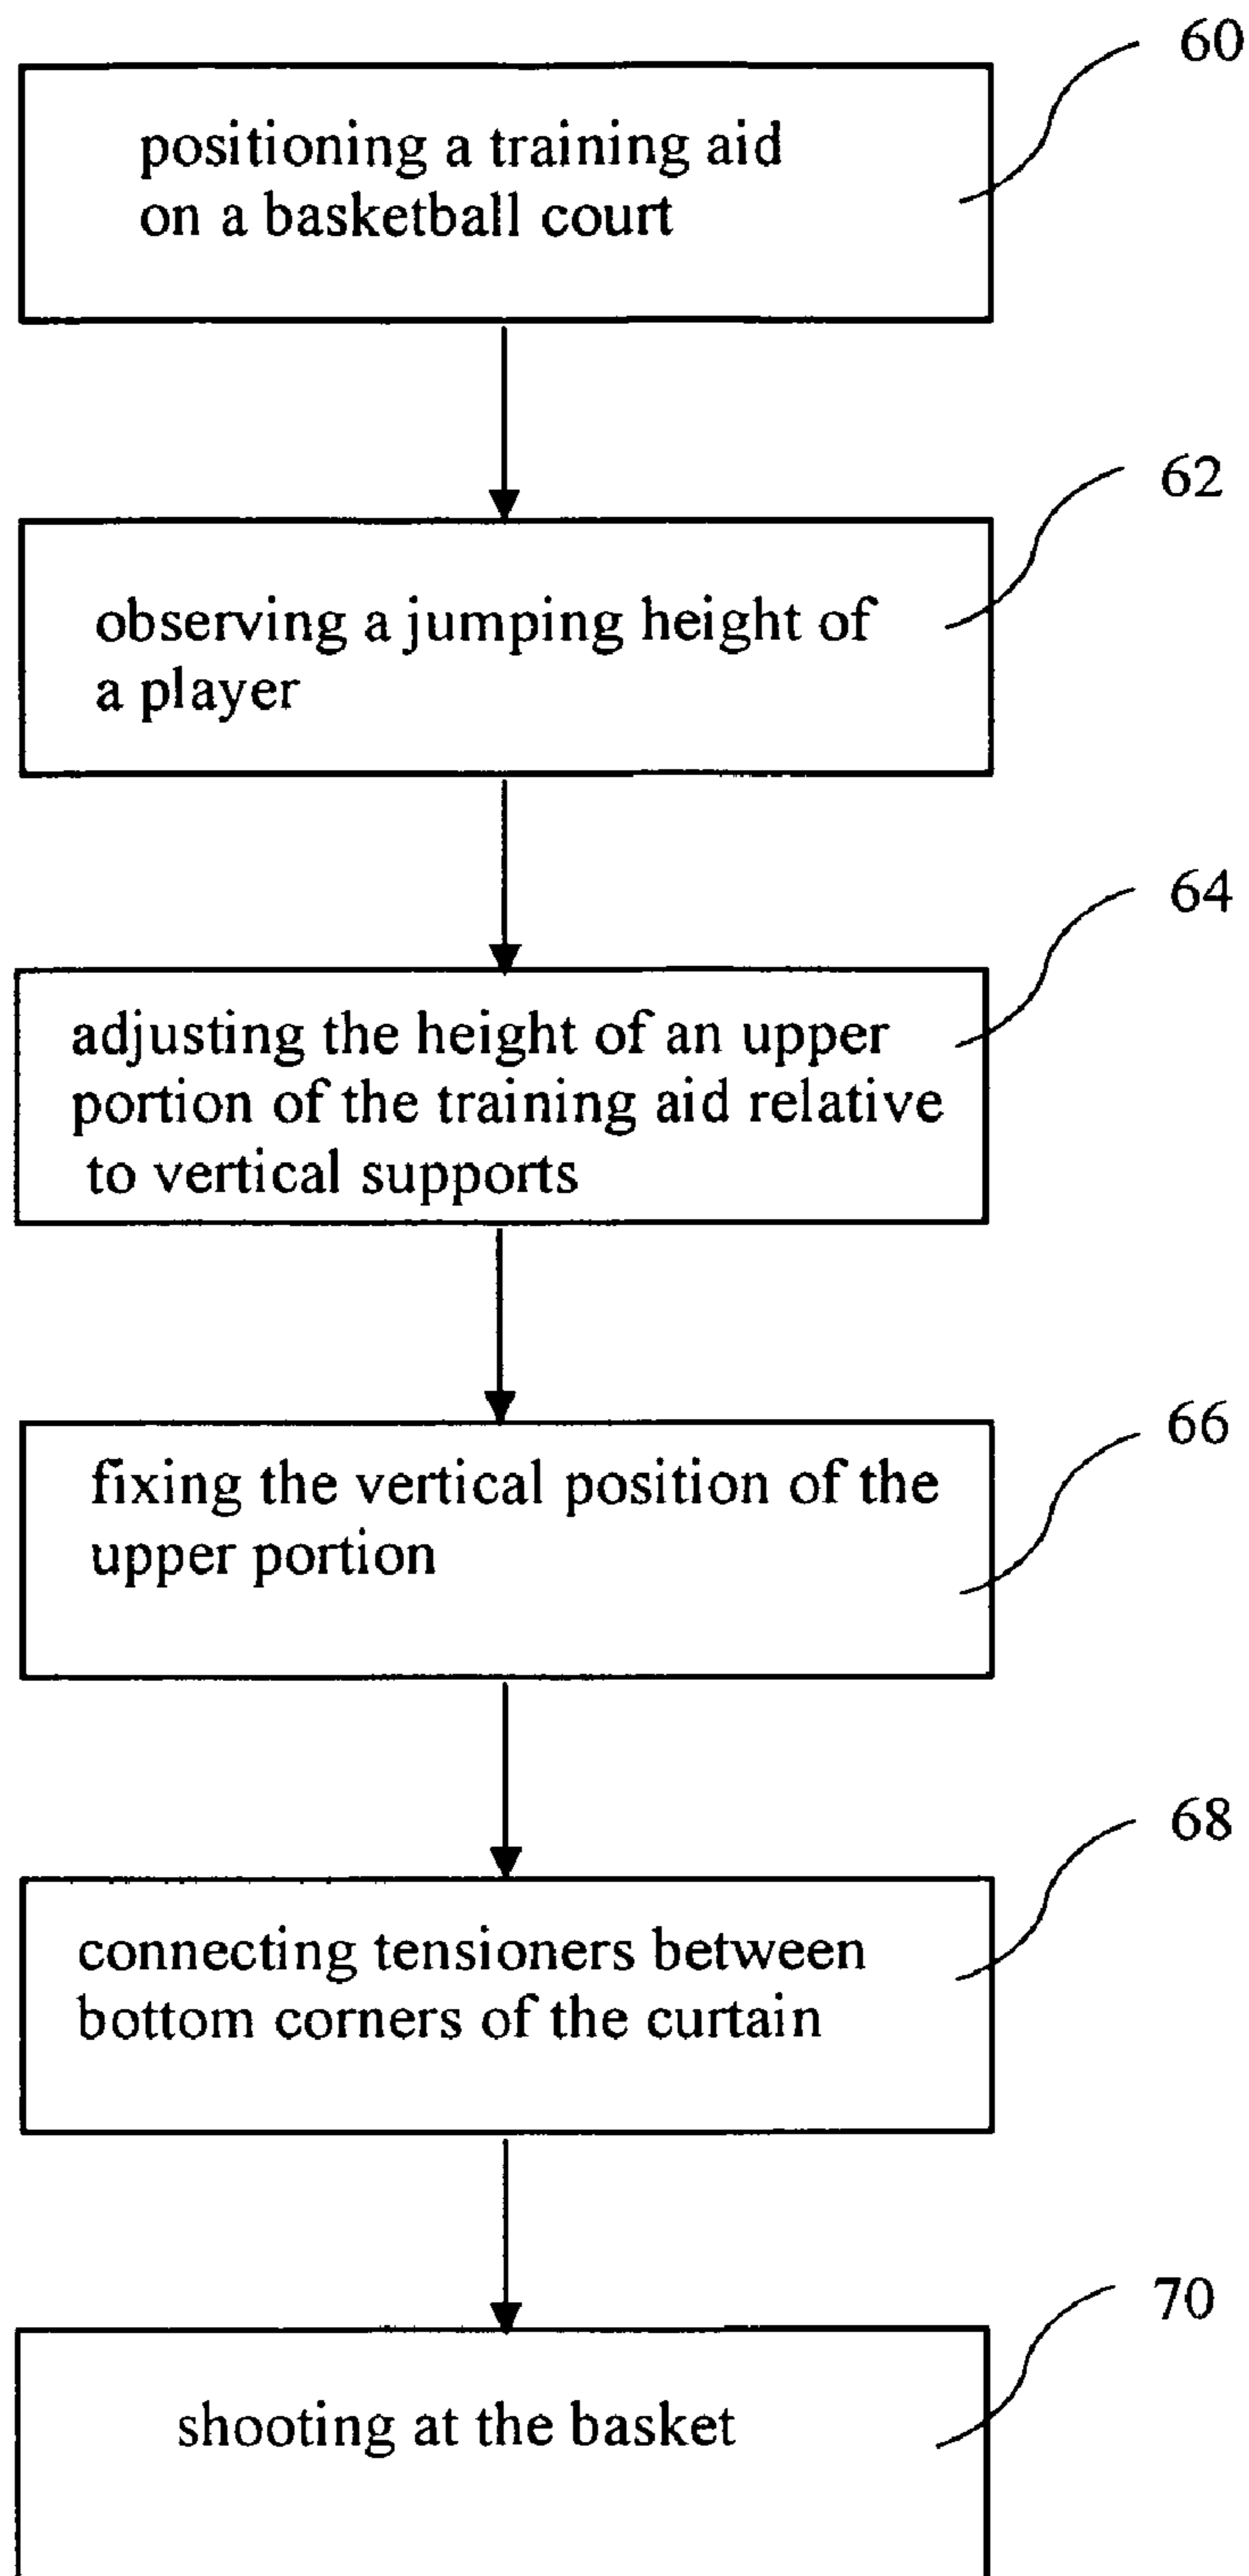 60
positioning a training aid
on a basketball court
62
observing a jumping height of
a player
64
adjusting the height of an upper
portion of the training aid relative
to vertical supports
66
fixing the vertical position of the
upper portion
68
connecting tensioners between
bottom corners of the curtain
70
shooting at the basket